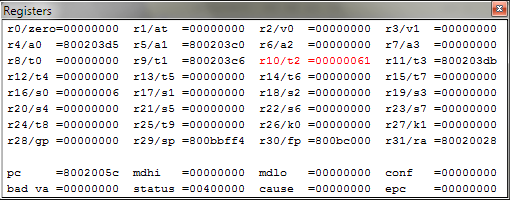 Registers
r0/zero=00000000 r1/at =00000000 r2/v0 =00000000 r3/v1 =00000000
r4/a0 =800203d5 r5/a1 =800203c0 r6/a2 =00000000 r7/a3 =00000000
r8/t0 =00000000 r9/t1 =800203c6 r10/t2 =00000061 r11/t3 =800203db
r12/t4 =00000000 r13/t5 =00000000 r14/t6 =00000000 r15/t7 =00000000
r16/s0 =00000006 r17/s1 =00000000 r18/s2 =00000000 r19/s3 =00000000
r20/s4 =00000000 r21/s5 =00000000 r22/s6 =00000000 r23/s7 =00000000
r24/t8 =00000000 r25/t9 =00000000 r26/k0 =00000000 r27/k1 =00000000
r28/gp =00000000 r29/sp =800bbff4 r30/fp =800bc000 r31/ra =80020028
pc =8002005c mdhi =00000000 mdlo =00000000 conf =00000000
bad va =00000000 status =00400000 cause =00000000 epc =00000000